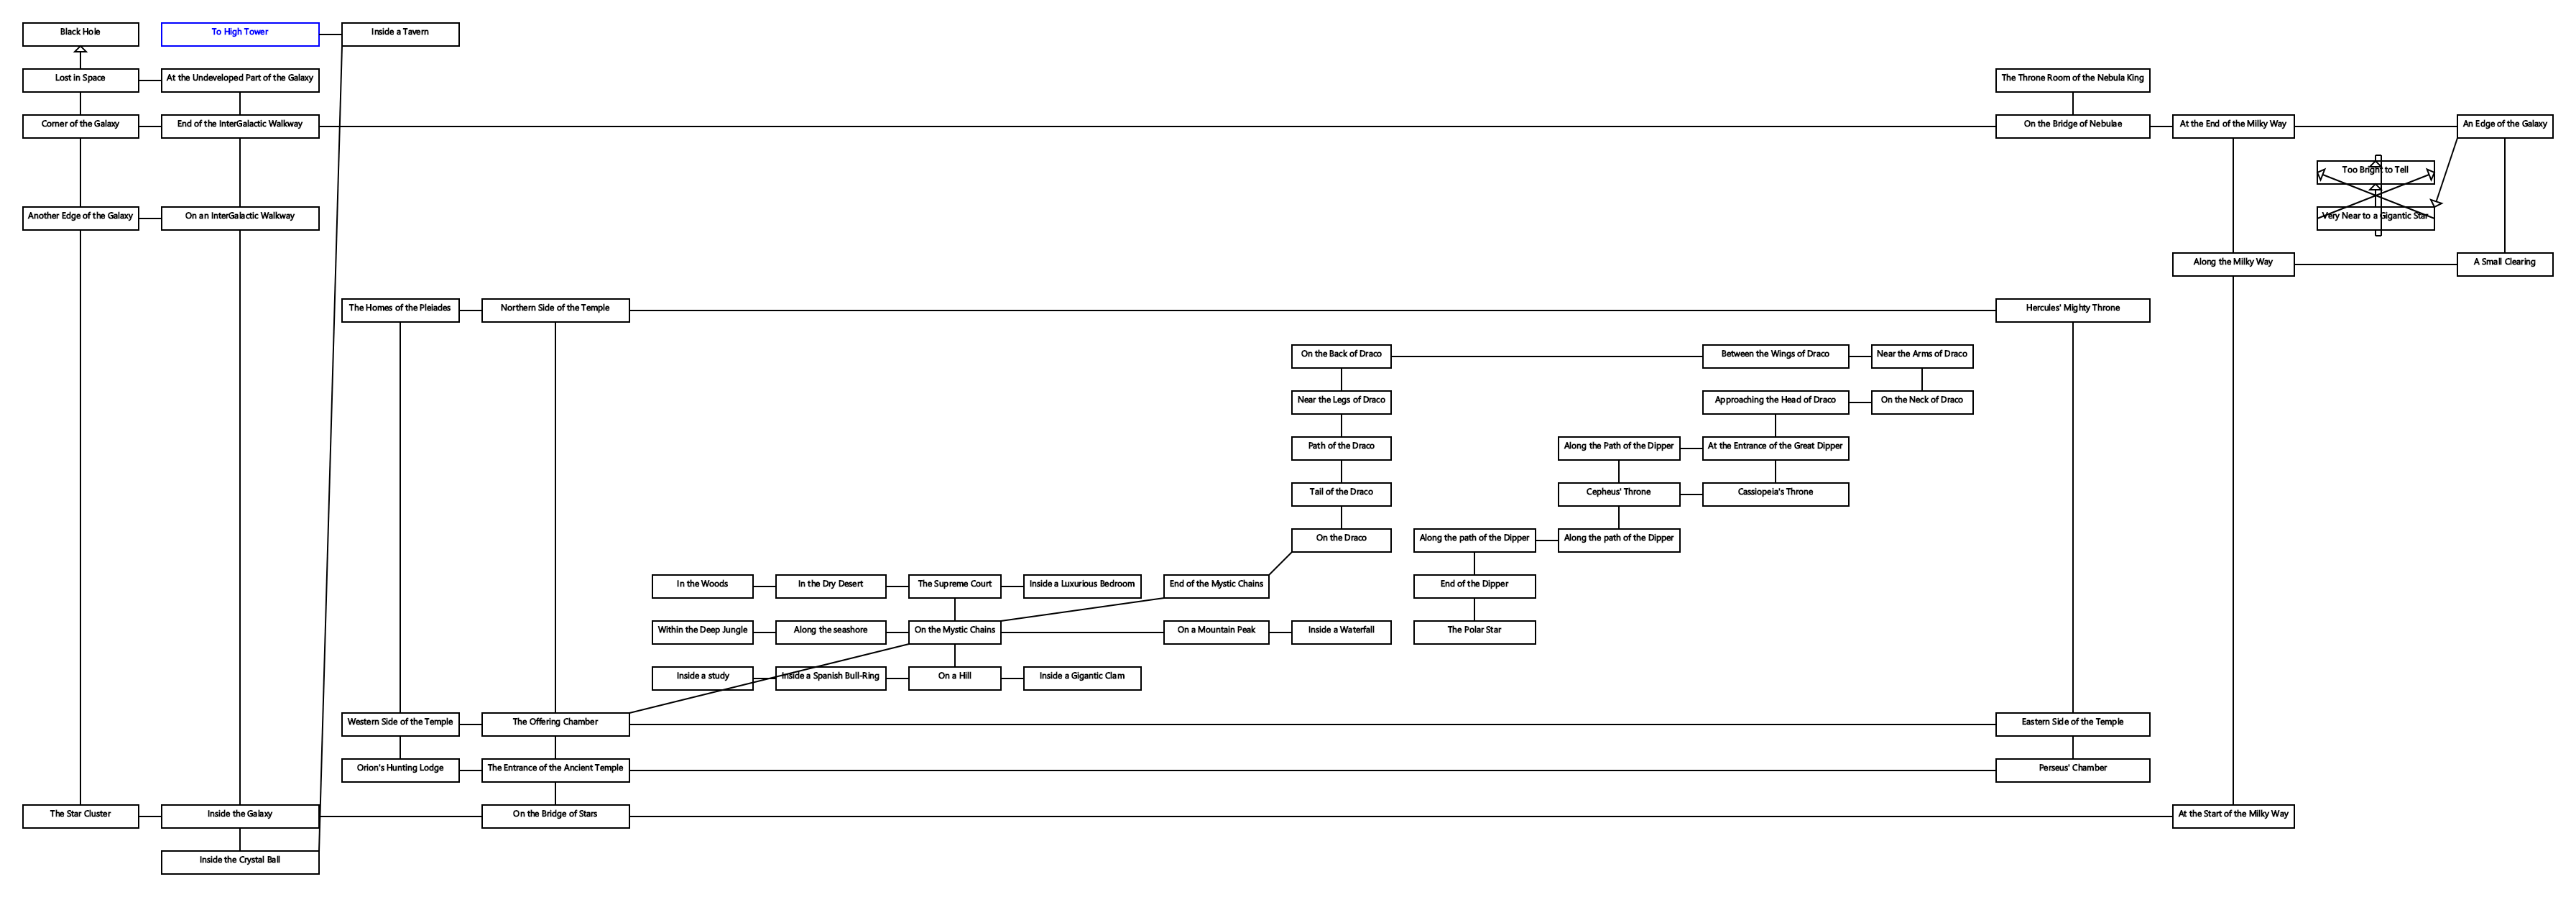 Black Hole
To High Tower
Inside a Tavern
Lost in Space
At the Undeveloped Part of the Galaxy
The Throne Room of the Nebula King
Corner of the Galaxy
End of the InterGalactic Walkway
On the Bridge of Nebulae
At the End of the Milky Way
An Edge of the Galaxy
Too Bright to Tell
Another Edge of the Galaxy
On an InterGalactic Walkway
Very Near to a Gigantic Star
Along the Milky Way
A Small Clearing
The Homes of the Pleiades
Northern Side of the Temple
Hercules' Mighty Throne
On the Back of Draco
Between the Wings of Draco
Near the Arms of Draco
Near the Legs of Draco
Approaching the Head of Draco
On the Neck of Draco
Path of the Draco
Along the Path of the Dipper
At the Entrance of the Great Dipper
Tail of the Draco
Cepheus' Throne
Cassiopeia's Throne
On the Draco
Along the path of the Dipper
Along the path of the Dipper
In the Woods
In the Dry Desert
The Supreme Court
Inside a Luxurious Bedroom
End of the Mystic Chains
End of the Dipper
Within the Deep Jungle
Along the seashore
On the Mystic Chains
On a Mountain Peak
Inside a Waterfall
The Polar Star
Inside a study
Inside a Spanish Bull-Ring
On a Hill
Inside a Gigantic Clam
Western Side of the Temple
The Offering Chamber
Eastern Side of the Temple
Orion's Hunting Lodge
The Entrance of the Ancient Temple
Perseus' Chamber
The Star Cluster
Inside the Galaxy
On the Bridge of Stars
At the Start of the Milky Way
Inside the Crystal Ball